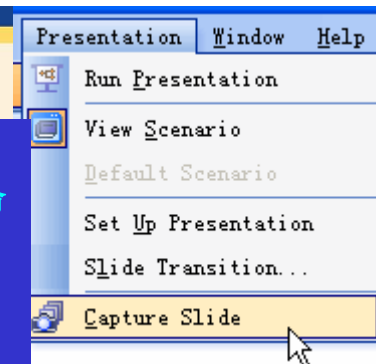 Presentation Window Help
Run Presentation
View Scenario
Default Scenario
Set Up Presentation
Slide Transition...
Capture Slide